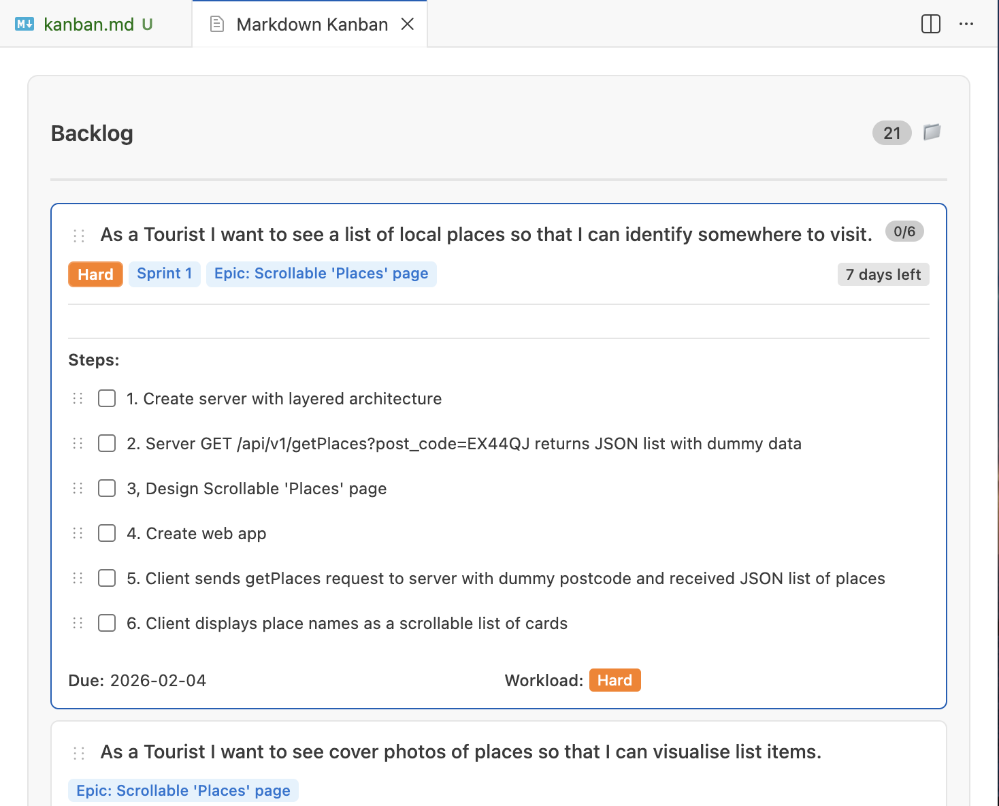 M↓ kanban.md U Markdown Kanban
Backlog 21
As a Tourist I want to see a list of local places so that I can identify somewhere to visit. 0/6
Hard Sprint 1 Epic: Scrollable 'Places' page 7 days left
Steps:
1. Create server with layered architecture
2. Server GET /api/v1/getPlaces?post_code=EX44QJ returns JSON list with dummy data
3, Design Scrollable 'Places' page
4. Create web app
5. Client sends getPlaces request to server with dummy postcode and received JSON list of places
6. Client displays place names as a scrollable list of cards
Due: 2026-02-04 Workload: Hard
As a Tourist I want to see cover photos of places so that I can visualise list items.
Epic: Scrollable 'Places' page